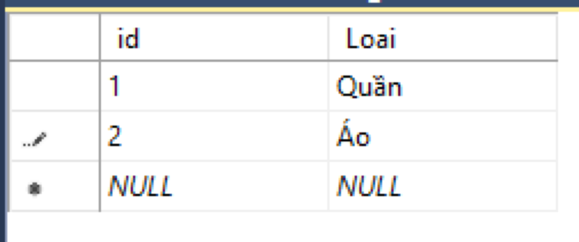 id Loai
1 Quần
2 Áo
NULL NULL